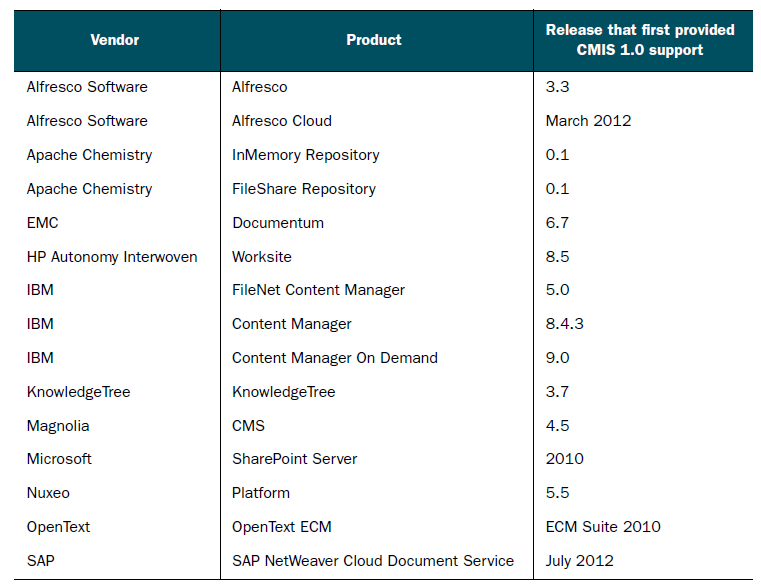 Vendor Product Release that first provided
CMIS 1.0 support
Alfresco Software Alfresco 3.3
Alfresco Software Alfresco Cloud March 2012
Apache Chemistry InMemory Repository 0.1
Apache Chemistry FileShare Repository 0.1
EMC Documentum 6.7
HP Autonomy Interwoven Worksite 8.5
IBM FileNet Content Manager 5.0
IBM Content Manager 8.4.3
IBM Content Manager On Demand 9.0
KnowledgeTree KnowledgeTree 3.7
Magnolia CMS 4.5
Microsoft SharePoint Server 2010
Nuxeo Platform 5.5
OpenText OpenText ECM ECM Suite 2010
SAP SAP NetWeaver Cloud Document Service July 2012